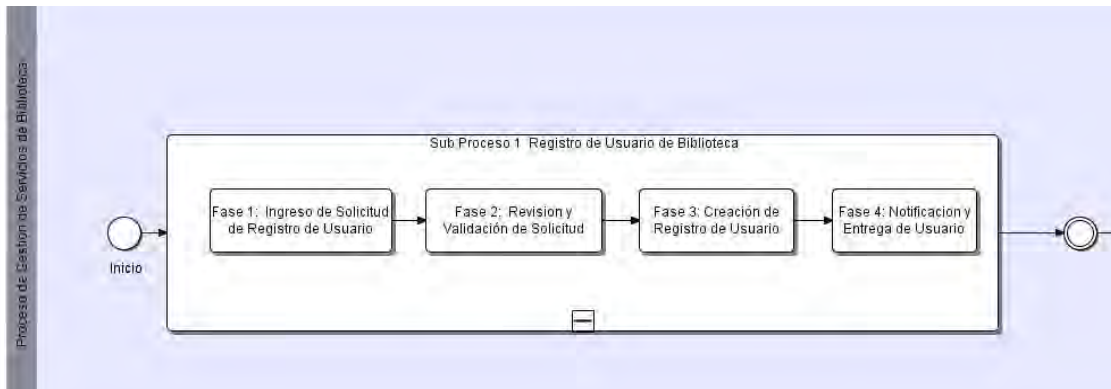 Proceso de Gestion de Servicios de Biblioteca
Sub Proceso 1 Registro de Usuario de Biblioteca
Fase 1: Ingreso de Solicitud
de Registro de Usuario
Fase 2: Revision y
Validación de Solicitud
Fase 3: Creación de
Registro de Usuario
Fase 4: Notificacion y
Entrega de Usuario
Inicio